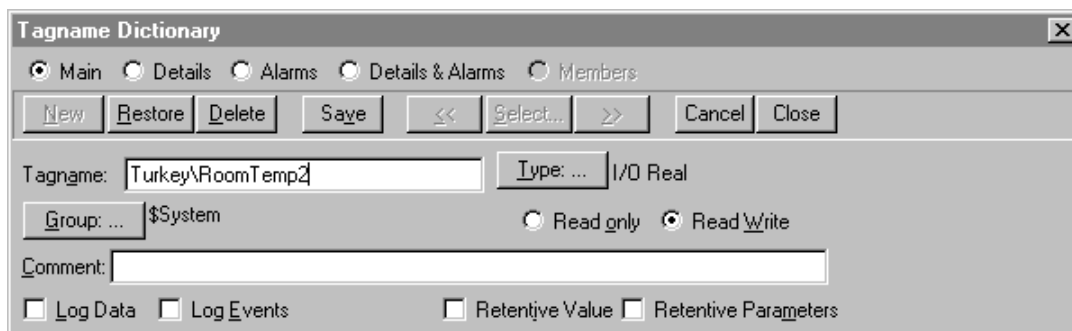 Tagname Dictionary
Main Details Alarms Details & Alarms Members
New Restore Delete Save << Select... >> Cancel Close
Tagname: Turkey\RoomTemp2 Type: ... I/O Real
Group: ... $System Read only Read Write
Comment:
Log Data Log Events Retentive Value Retentive Parameters